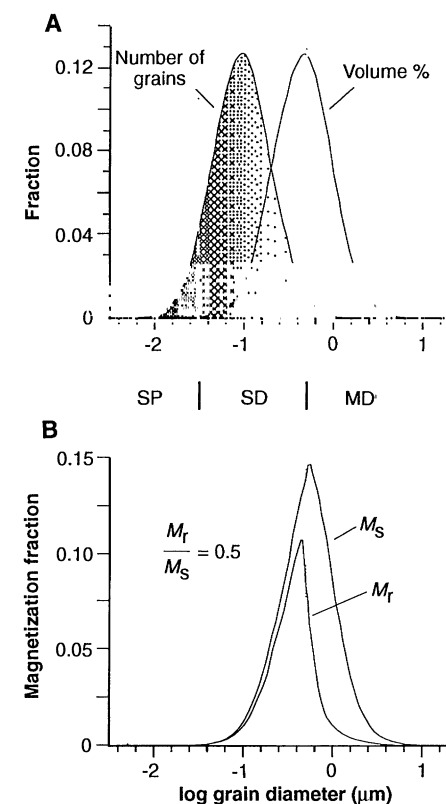 A
Number of
grains
Volume %
Fraction
0.12
0.08
0.04
0
-2
-1
0
SP | SD | MD
B
0.15
0.10
0.05
0
Magnetization fraction
Mr
Ms
= 0.5
Ms
Mr
-2
-1
0
1
log grain diameter (μm)